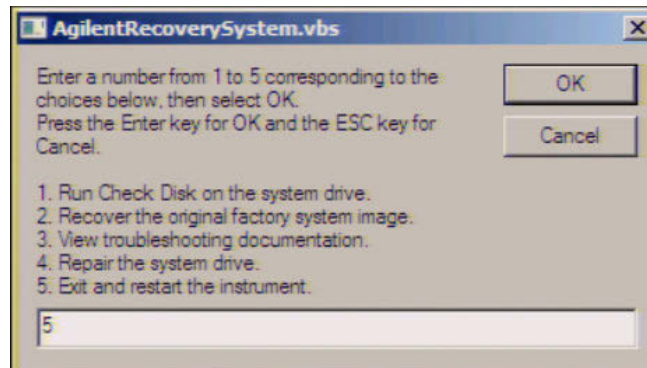 AgilentRecoverySystem.vbs
Enter a number from 1 to 5 corresponding to the
choices below, then select OK.
Press the Enter key for OK and the ESC key for
Cancel.
OK
Cancel
1. Run Check Disk on the system drive.
2. Recover the original factory system image.
3. View troubleshooting documentation.
4. Repair the system drive.
5. Exit and restart the instrument.
5